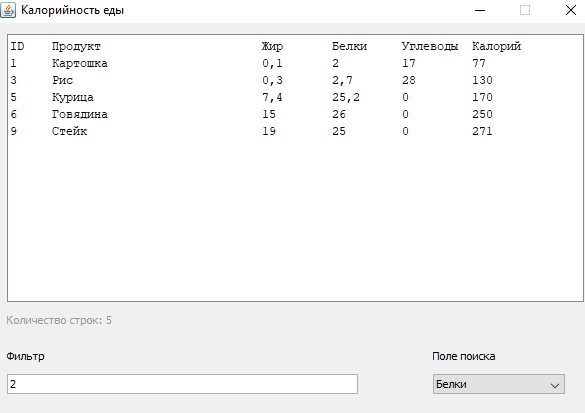 Калорийность еды
ID Продукт Жир Белки Углеводы Калорий
1 Картошка 0,1 2 17 77
3 Рис 0,3 2,7 28 130
5 Курица 7,4 25,2 0 170
6 Говядина 15 26 0 250
9 Стейк 19 25 0 271
Количество строк: 5
Фильтр Поле поиска
2 Белки